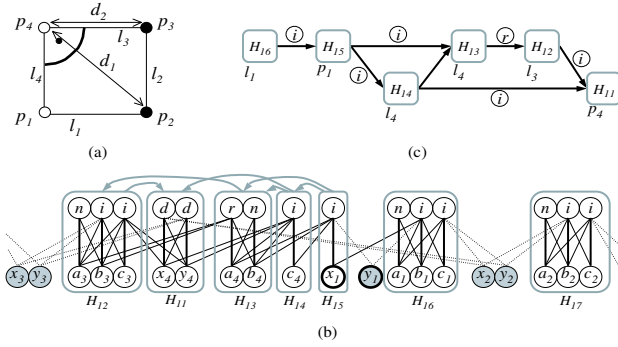 p4 d2 p3
l3
l4 d1 l2
p1 l1 p2
(a)
H16 i H15 i H13 r H12
l1 p1 i l4 l3 i
H14 i H11
l4 p4
(c)
n i i d d r n i i n i i n i i
x3 y3 a3 b3 c3 x4 y4 a4 b4 c4 x1 y1 a1 b1 c1 x2 y2 a2 b2 c2
H12 H11 H13 H14 H15 H16 H17
(b)